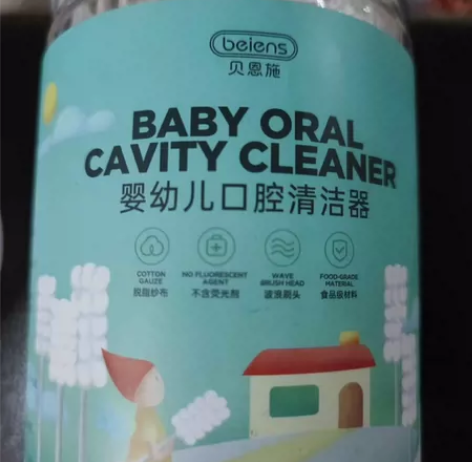 beiens
贝恩施
BABY ORAL
CAVITY CLEANER
婴幼儿口腔清洁器
COTTON
GAUZE
脱脂纱布
NO FLUORESCENT
AGENT
不含荧光剂
WAVE
BRUSH HEAD
波浪刷头
FOOD-GRADE
MATERIAL
食品级材料